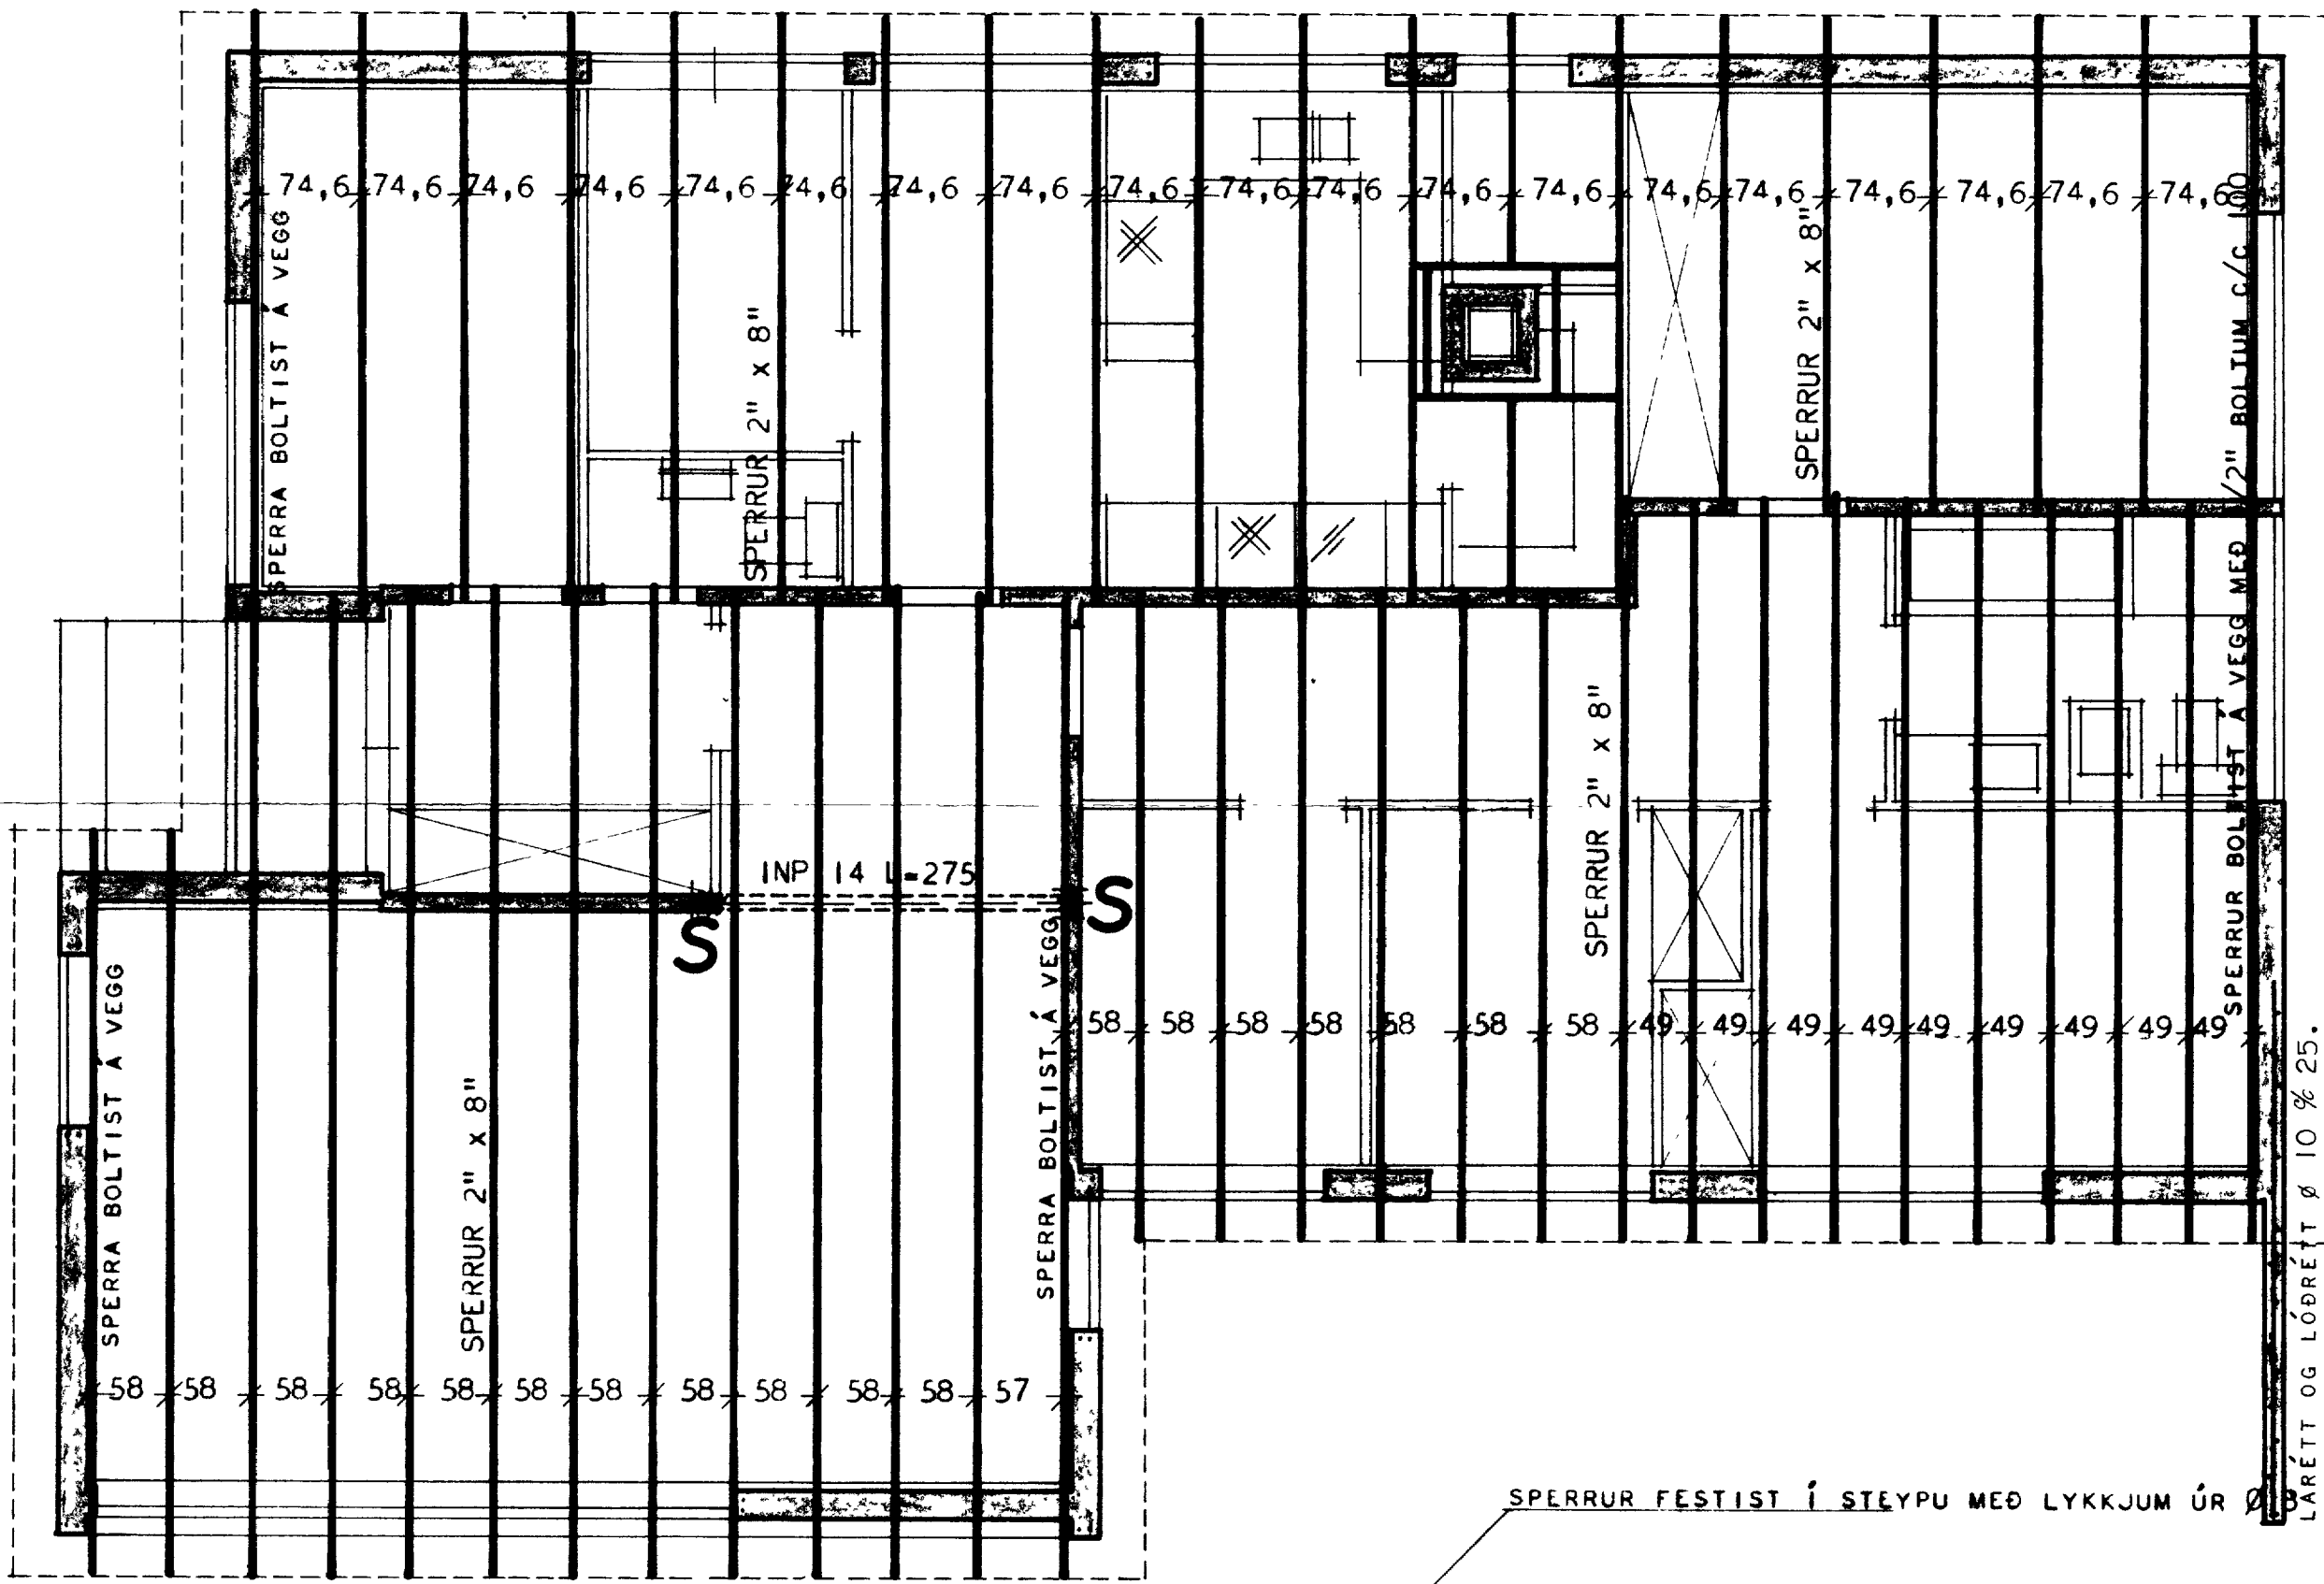 74,6 74,6 74,6 74,6 74,6 74,6 74,6 74,6 74,6 74,6 74,6 74,6 74,6 74,6 74,6 74,6 74,6 74,6 74,6
SPERRA BOLTIST Á VEGG
SPERRUR 2" x 8"
SPERRUR 2" x 8"
SPERRUR BOLTIST Á VEGG MEÐ 1/2" BOLTUM C/C 100
SPERRUR 2" x 8"
INP 14 L=275
S
S
SPERRA BOLTIST Á VEGG
SPERRUR 2" x 8"
SPERRA BOLTIST Á VEGG
58 58 58 58 58 58 58 49 49 49 49 49 49 49 49 49
58 58 58 58 58 58 58 58 58 58 58 57
LÁRÉTT OG LÓÐRÉTT ø 10 % 25.
SPERRUR FESTIST Í STEYPU MEÐ LYKKJUM ÚR Ø 8